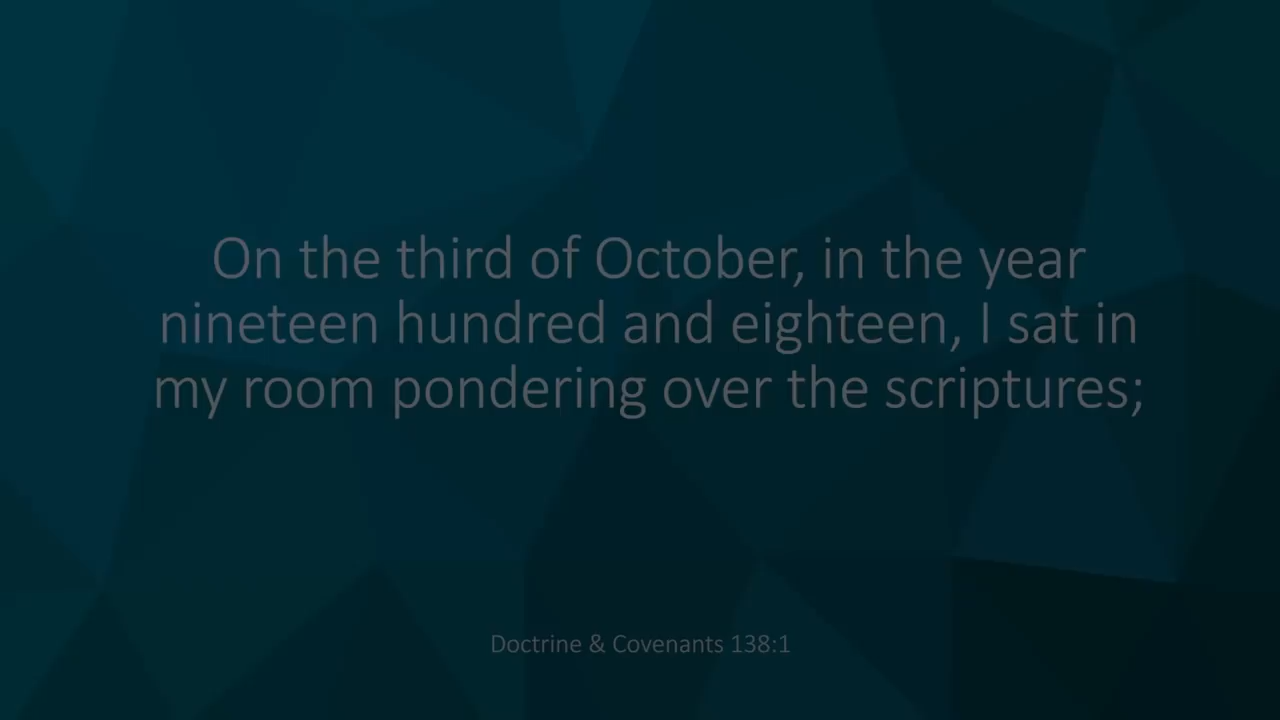 On the third of October, in the year
nineteen hundred and eighteen, I sat in
my room pondering over the scriptures;
Doctrine & Covenants 138:1